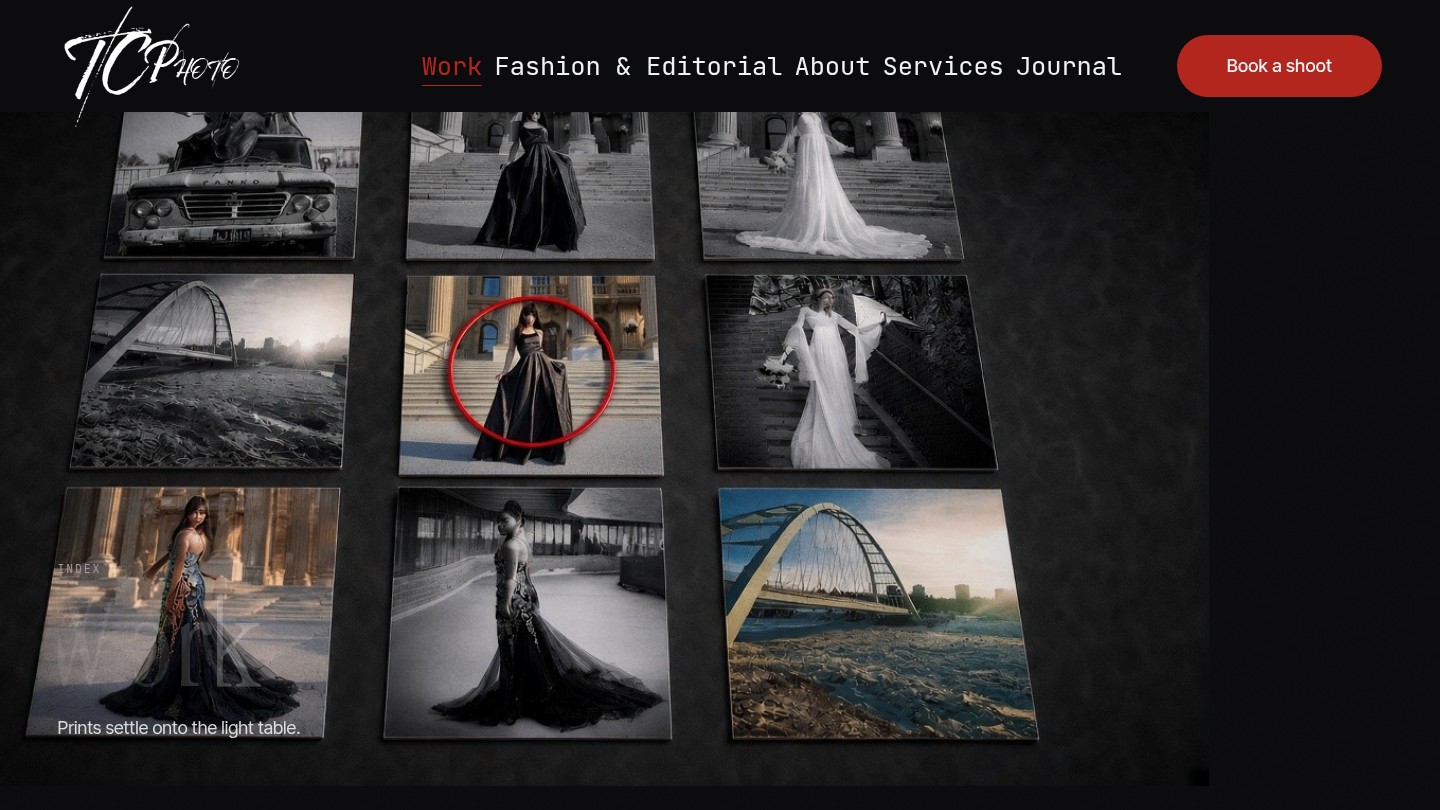 TCPHOTO
Work Fashion & Editorial About Services Journal
Book a shoot
INDEX
Work
Prints settle onto the light table.